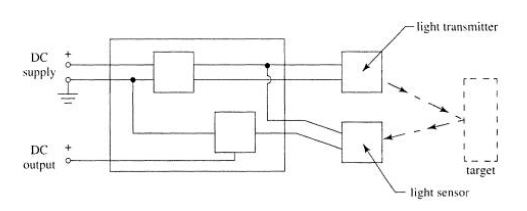 light transmitter
DC +
supply
DC +
output
target
light sensor